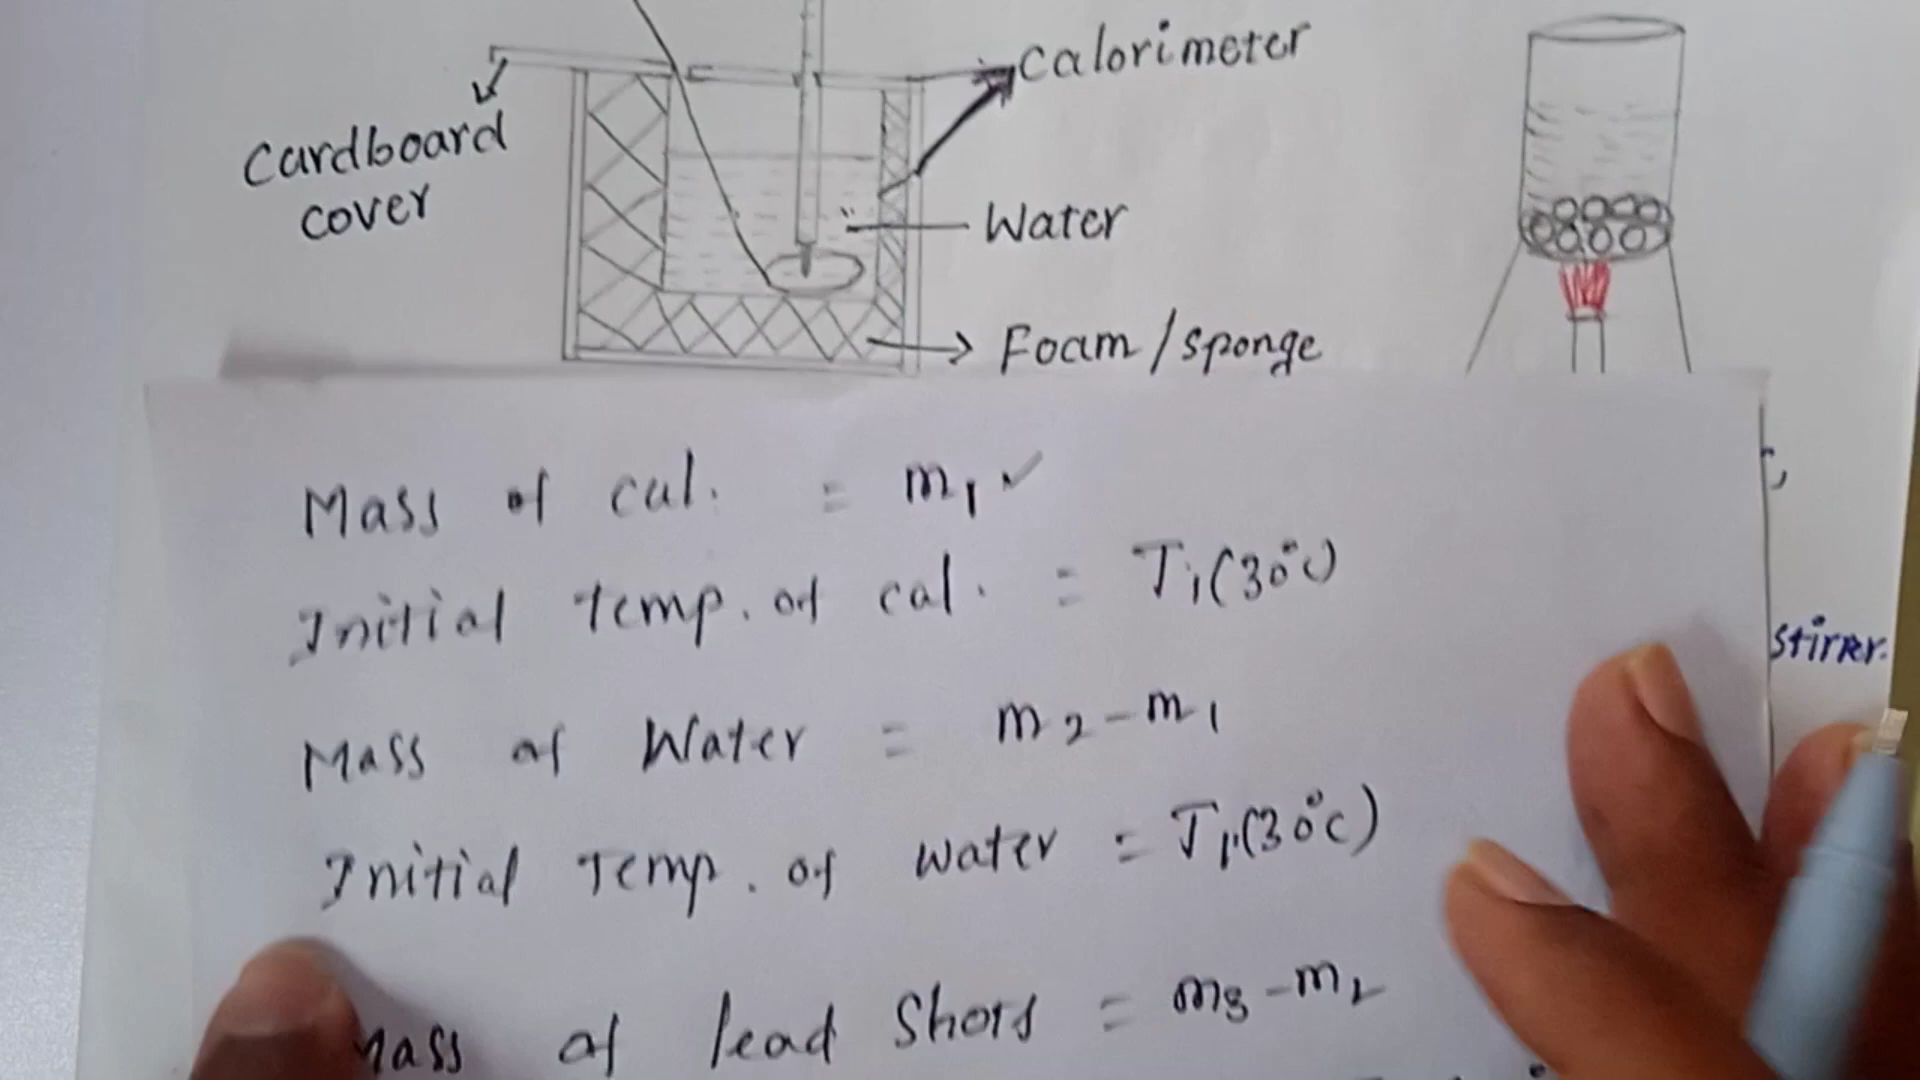 Calorimeter
Cardboard
cover
Water
→ Foam/sponge
Mass of cal. = m₁ ✓
Initial temp. of cal. = T₁(30°C)
stirrer.
Mass of Water = m₂-m₁
Initial Temp. of water = T₁(30°C)
Mass of lead Shots = m₃-m₂